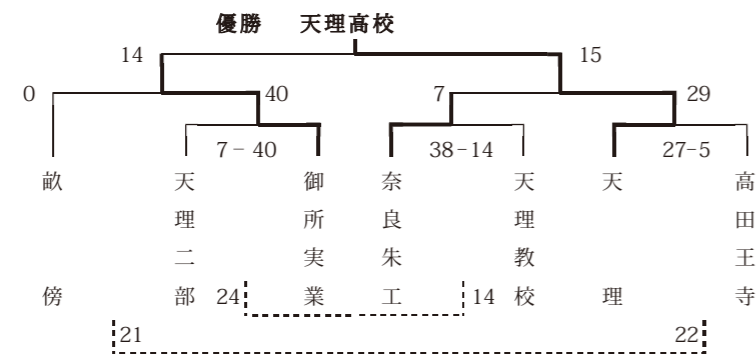 優勝 天理高校
14 15
0 40 7 29
7-40 38-14 27-5
畝傍
天理二部
御所実業
奈良朱工
天理教校
天理
高田王寺
24 14
21 22